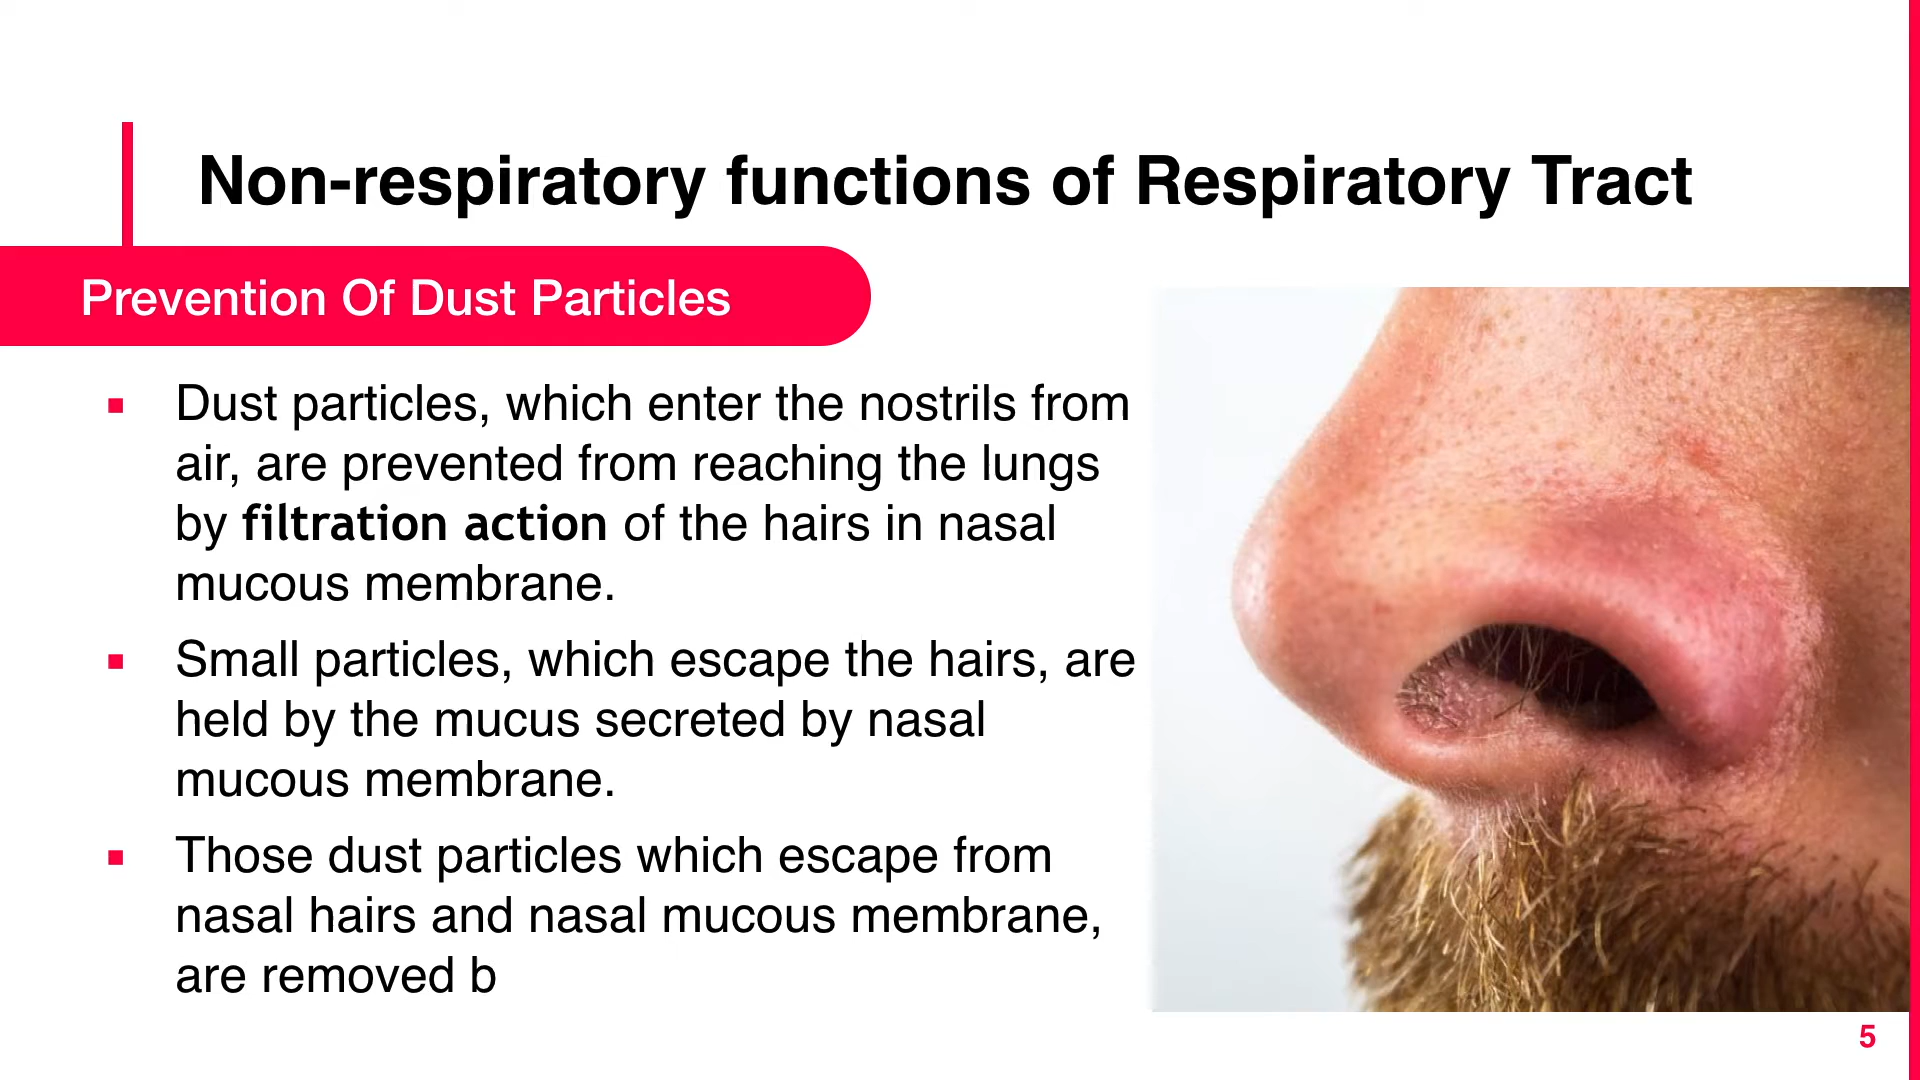 Non-respiratory functions of Respiratory Tract
Prevention Of Dust Particles
Dust particles, which enter the nostrils from
air, are prevented from reaching the lungs
by filtration action of the hairs in nasal
mucous membrane.
Small particles, which escape the hairs, are
held by the mucus secreted by nasal
mucous membrane.
Those dust particles which escape from
nasal hairs and nasal mucous membrane,
are removed b
5